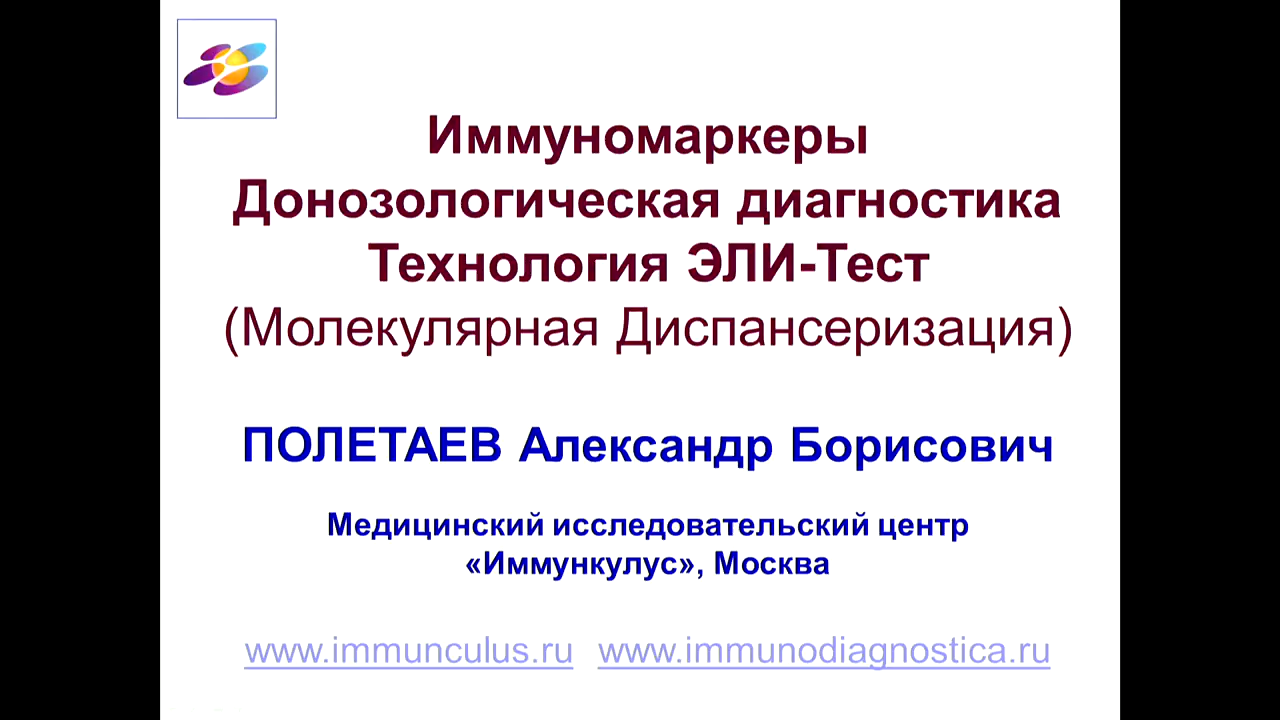 Иммуномаркеры
Донозологическая диагностика
Технология ЭЛИ-Тест
(Молекулярная Диспансеризация)
ПОЛЕТАЕВ Александр Борисович
Медицинский исследовательский центр
«Иммункулус», Москва
www.immunculus.ru www.immunodiagnostica.ru